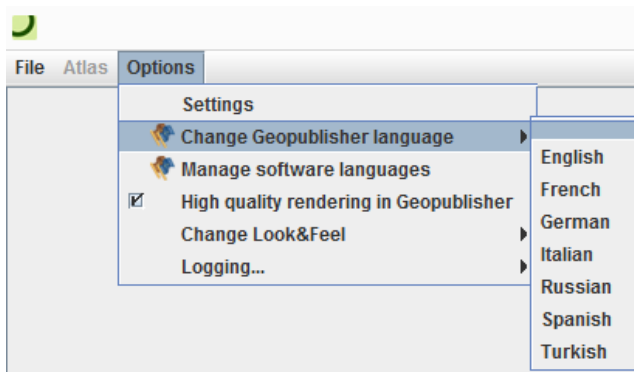 File Atlas Options
Settings
Change Geopublisher language
Manage software languages
High quality rendering in Geopublisher
Change Look&Feel
Logging...
English
French
German
Italian
Russian
Spanish
Turkish